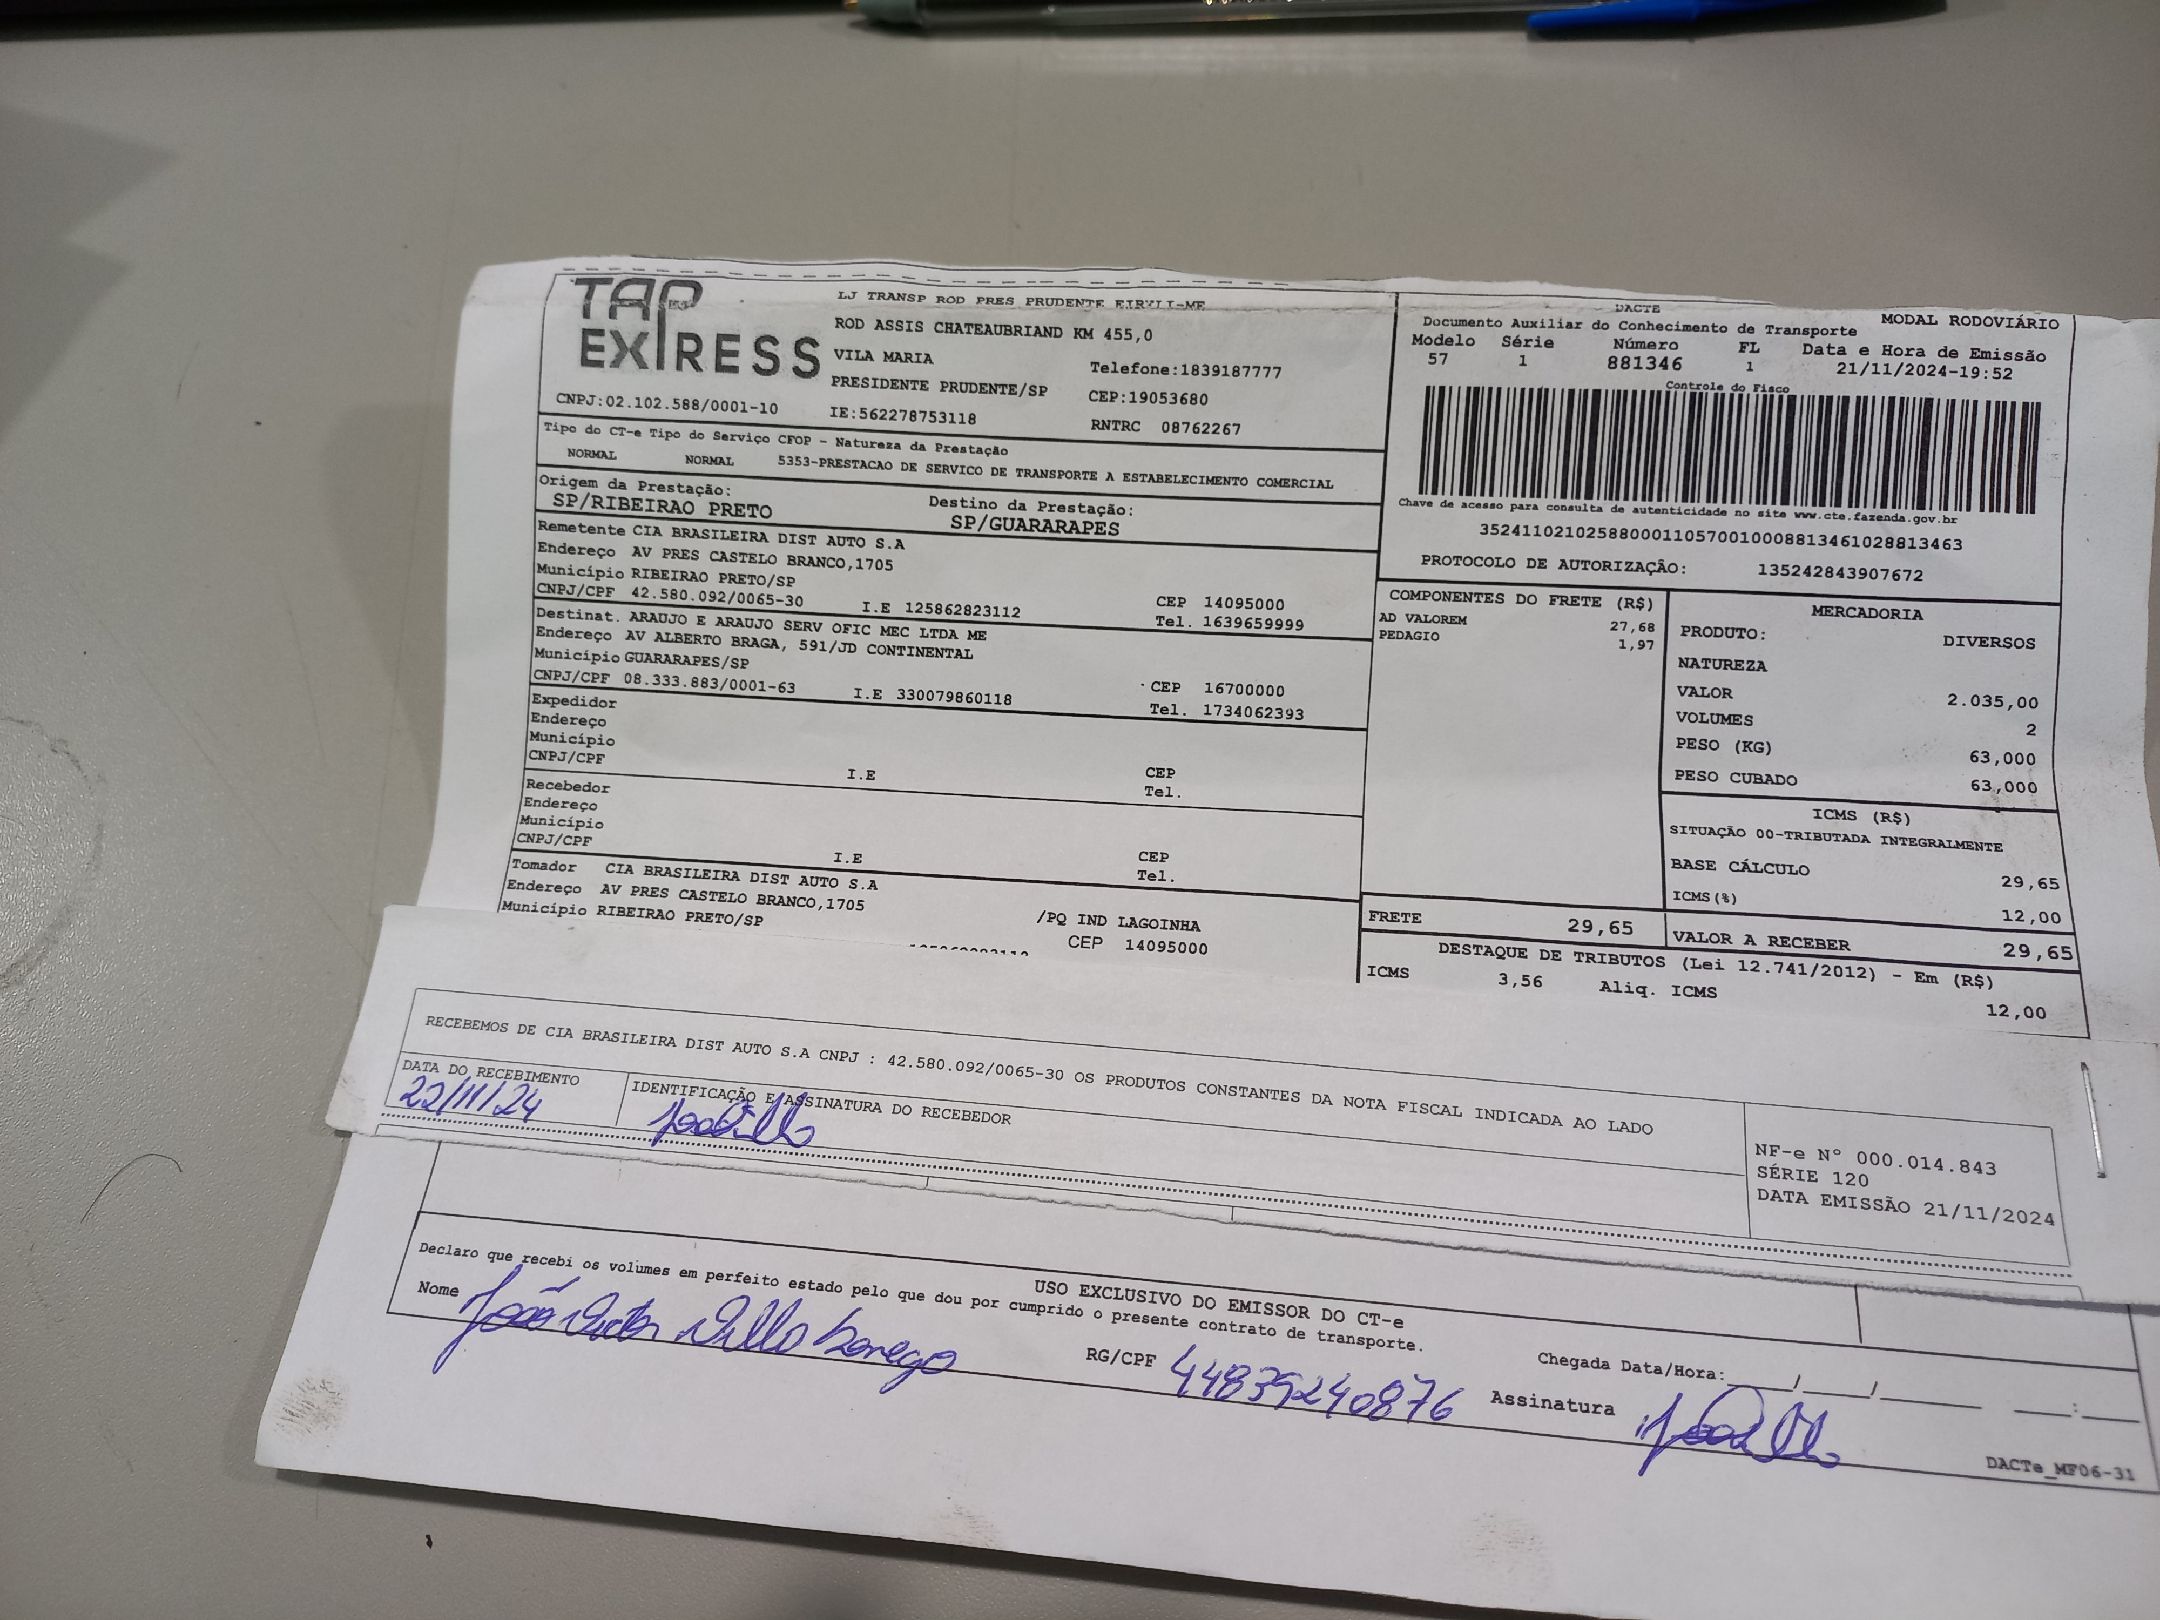 TAP
EXPRESS
LJ TRANSP ROD PRES PRUDENTE EIRELI-ME
ROD ASSIS CHATEAUBRIAND KM 455,0
VILA MARIA
Telefone:1839187777
PRESIDENTE PRUDENTE/SP
CEP:19053680
CNPJ:02.102.588/0001-10
IE:562278753118
RNTRC 08762267
DACTE
Documento Auxiliar do Conhecimento de Transporte
MODAL RODOVIÁRIO
Modelo Série Número FL Data e Hora de Emissão
57 1 881346 1 21/11/2024-19:52
Controle do Fisco
Chave de acesso para consulta de autenticidade no site www.cte.fazenda.gov.br
35241102102588000110570010008813461028813463
PROTOCOLO DE AUTORIZAÇÃO: 135242843907672
Tipo do CT-e Tipo do Serviço CFOP - Natureza da Prestação
NORMAL NORMAL 5353-PRESTACAO DE SERVICO DE TRANSPORTE A ESTABELECIMENTO COMERCIAL
Origem da Prestação: Destino da Prestação:
SP/RIBEIRAO PRETO SP/GUARARAPES
Remetente CIA BRASILEIRA DIST AUTO S.A
Endereço AV PRES CASTELO BRANCO,1705
Município RIBEIRAO PRETO/SP CEP 14095000
CNPJ/CPF 42.580.092/0065-30 I.E 125862823112 Tel. 1639659999
Destinat. ARAUJO E ARAUJO SERV OFIC MEC LTDA ME
Endereço AV ALBERTO BRAGA, 591/JD CONTINENTAL
Município GUARARAPES/SP CEP 16700000
CNPJ/CPF 08.333.883/0001-63 I.E 330079860118 Tel. 1734062393
Expedidor
Endereço
Município CEP
CNPJ/CPF I.E Tel.
Recebedor
Endereço
Município CEP
CNPJ/CPF I.E Tel.
Tomador CIA BRASILEIRA DIST AUTO S.A
Endereço AV PRES CASTELO BRANCO,1705 /PQ IND LAGOINHA
Município RIBEIRAO PRETO/SP CEP 14095000
COMPONENTES DO FRETE (R$)
AD VALOREM 27,68
PEDAGIO 1,97
MERCADORIA
PRODUTO: DIVERSOS
NATUREZA
VALOR 2.035,00
VOLUMES 2
PESO (KG) 63,000
PESO CUBADO 63,000
ICMS (R$)
SITUAÇÃO 00-TRIBUTADA INTEGRALMENTE
BASE CÁLCULO 29,65
ICMS(%) 12,00
FRETE 29,65 VALOR A RECEBER 29,65
DESTAQUE DE TRIBUTOS (Lei 12.741/2012) - Em (R$)
ICMS 3,56 Aliq. ICMS 12,00
RECEBEMOS DE CIA BRASILEIRA DIST AUTO S.A CNPJ : 42.580.092/0065-30 OS PRODUTOS CONSTANTES DA NOTA FISCAL INDICADA AO LADO
DATA DO RECEBIMENTO IDENTIFICAÇÃO E ASSINATURA DO RECEBEDOR
22/11/24
NF-e Nº 000.014.843
SÉRIE 120
DATA EMISSÃO 21/11/2024
USO EXCLUSIVO DO EMISSOR DO CT-e
Declaro que recebi os volumes em perfeito estado pelo que dou por cumprido o presente contrato de transporte.
Nome João Victor RG/CPF 44839240876 Assinatura
Chegada Data/Hora:____/____/______ ___:___
DACTe_MF06-31